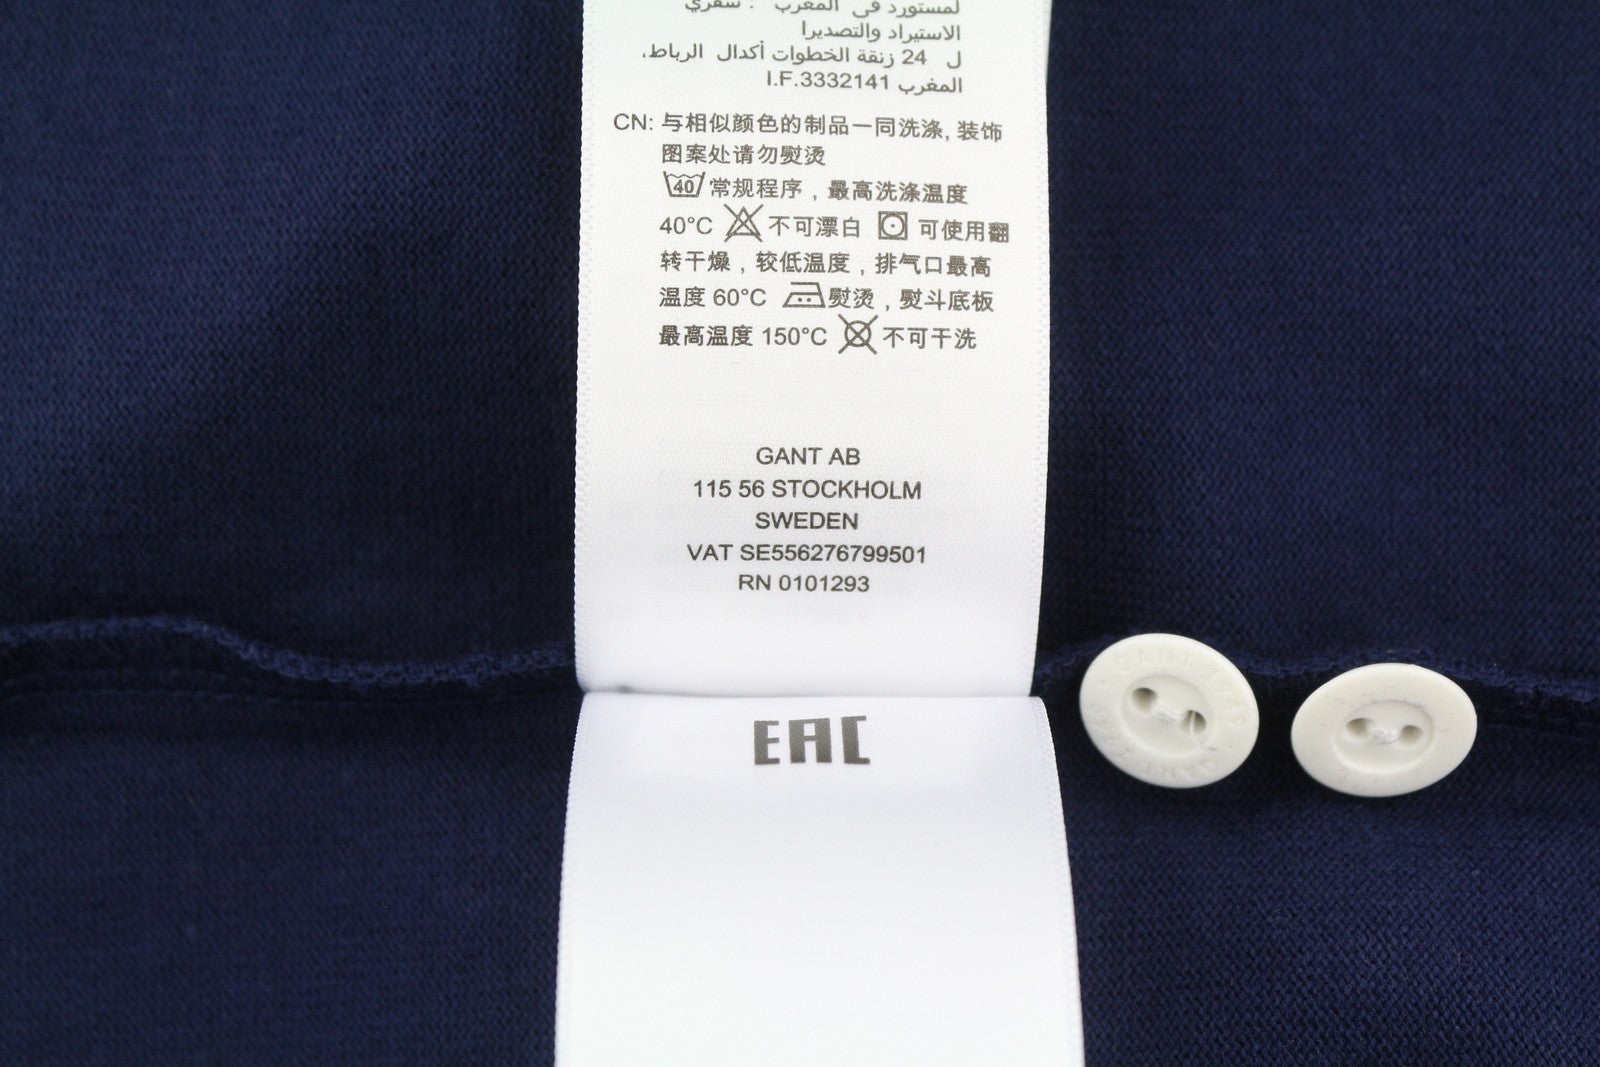 لمستورد في المغرب : سفري
الاستيراد والتصديرا
ل 24 زنقة الخطوات أكدال الرباط،
المغرب I.F.3332141
CN: 与相似颜色的制品一同洗涤, 装饰
图案处请勿熨烫
40 常规程序，最高洗涤温度
40°C 不可漂白 可使用翻
转干燥，较低温度，排气口最高
温度 60°C 熨烫，熨斗底板
最高温度 150°C 不可干洗
GANT AB
115 56 STOCKHOLM
SWEDEN
VAT SE556276799501
RN 0101293
EAC
GANT 1949
GANT